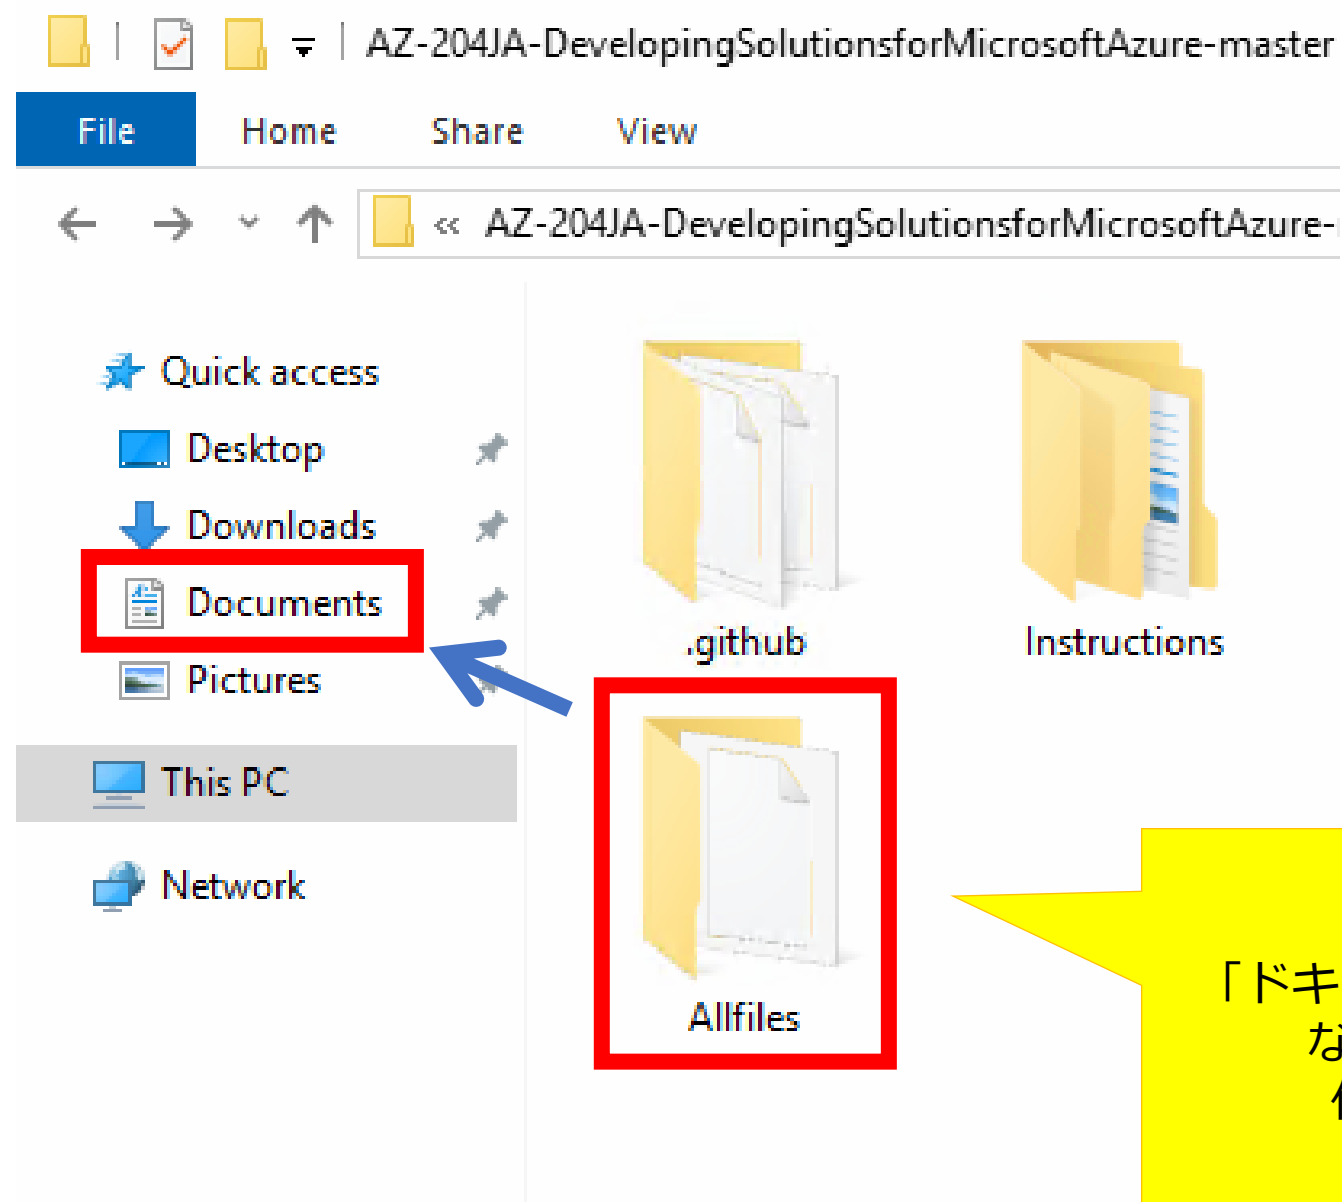 AZ-204JA-DevelopingSolutionsforMicrosoftAzure-master
File Home Share View
« AZ-204JA-DevelopingSolutionsforMicrosoftAzure-
Quick access
Desktop
Downloads
Documents
Pictures
This PC
Network
.github
Instructions
Allfiles
「ドキ
な